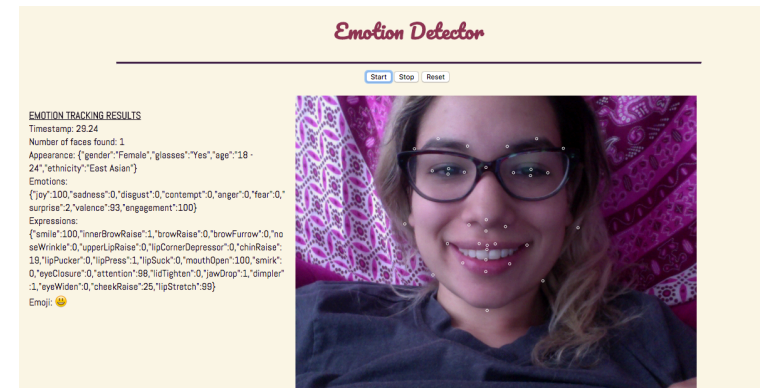 Emotion Detector
Start Stop Reset
EMOTION TRACKING RESULTS
Timestamp: 29.24
Number of faces found: 1
Appearance: {"gender":"Female","glasses":"Yes","age":"18 -
24","ethnicity":"East Asian"}
Emotions:
{"joy":100,"sadness":0,"disgust":0,"contempt":0,"anger":0,"fear":0,"
surprise":2,"valence":93,"engagement":100}
Expressions:
{"smile":100,"innerBrowRaise":1,"browRaise":0,"browFurrow":0,"no
seWrinkle":0,"upperLipRaise":0,"lipCornerDepressor":0,"chinRaise":
19,"lipPucker":0,"lipPress":1,"lipSuck":0,"mouthOpen":100,"smirk":
0,"eyeClosure":0,"attention":98,"lidTighten":0,"jawDrop":1,"dimpler"
:1,"eyeWiden":0,"cheekRaise":25,"lipStretch":99}
Emoji: 😃